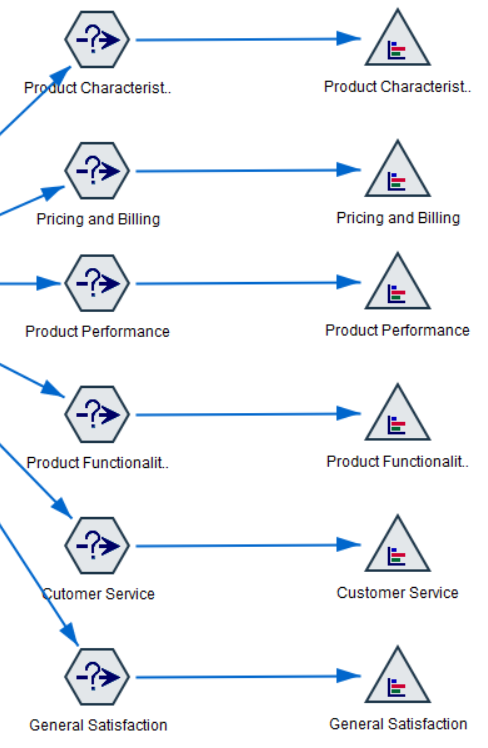 Product Characterist..
Product Characterist..
Pricing and Billing
Pricing and Billing
Product Performance
Product Performance
Product Functionalit..
Product Functionalit..
Cutomer Service
Customer Service
General Satisfaction
General Satisfaction